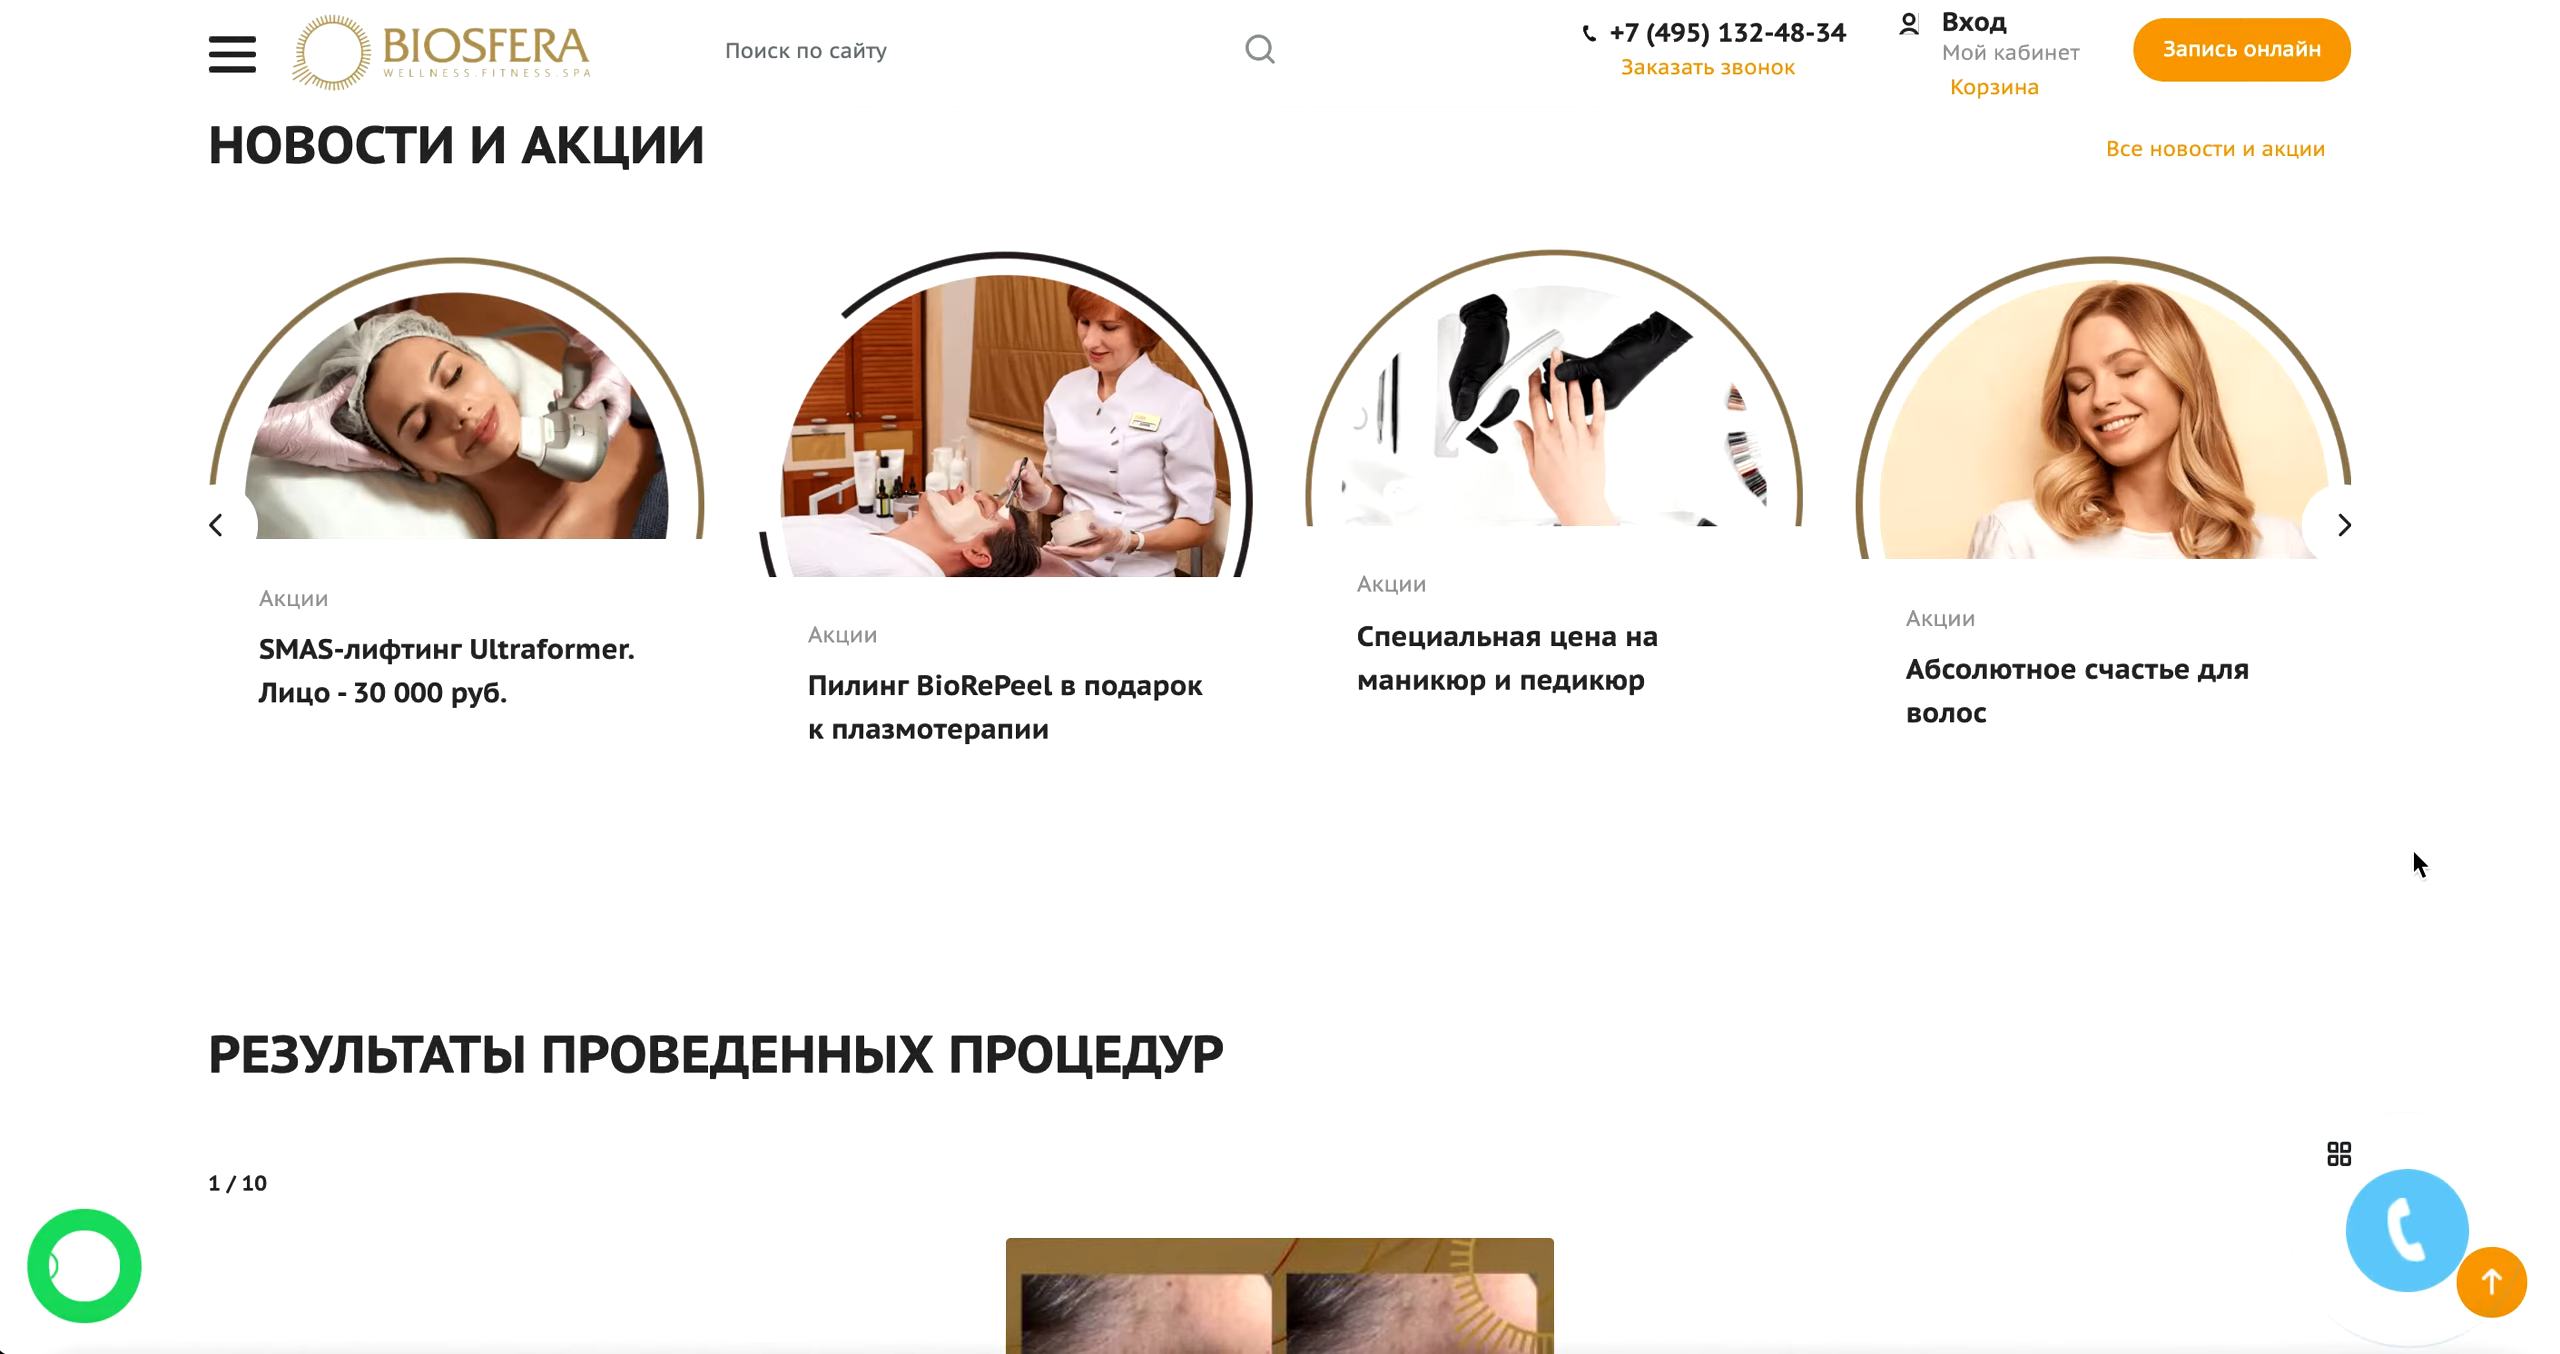 BIOSFERA
WELLNESS.FITNESS.SPA
Поиск по сайту
+7 (495) 132-48-34
Заказать звонок
Вход
Мой кабинет
Корзина
Запись онлайн
НОВОСТИ И АКЦИИ
Все новости и акции
Акции
SMAS-лифтинг Ultraformer.
Лицо - 30 000 руб.
Акции
Пилинг BioRePeel в подарок
к плазмотерапии
Акции
Специальная цена на
маникюр и педикюр
Акции
Абсолютное счастье для
волос
РЕЗУЛЬТАТЫ ПРОВЕДЕННЫХ ПРОЦЕДУР
1 / 10